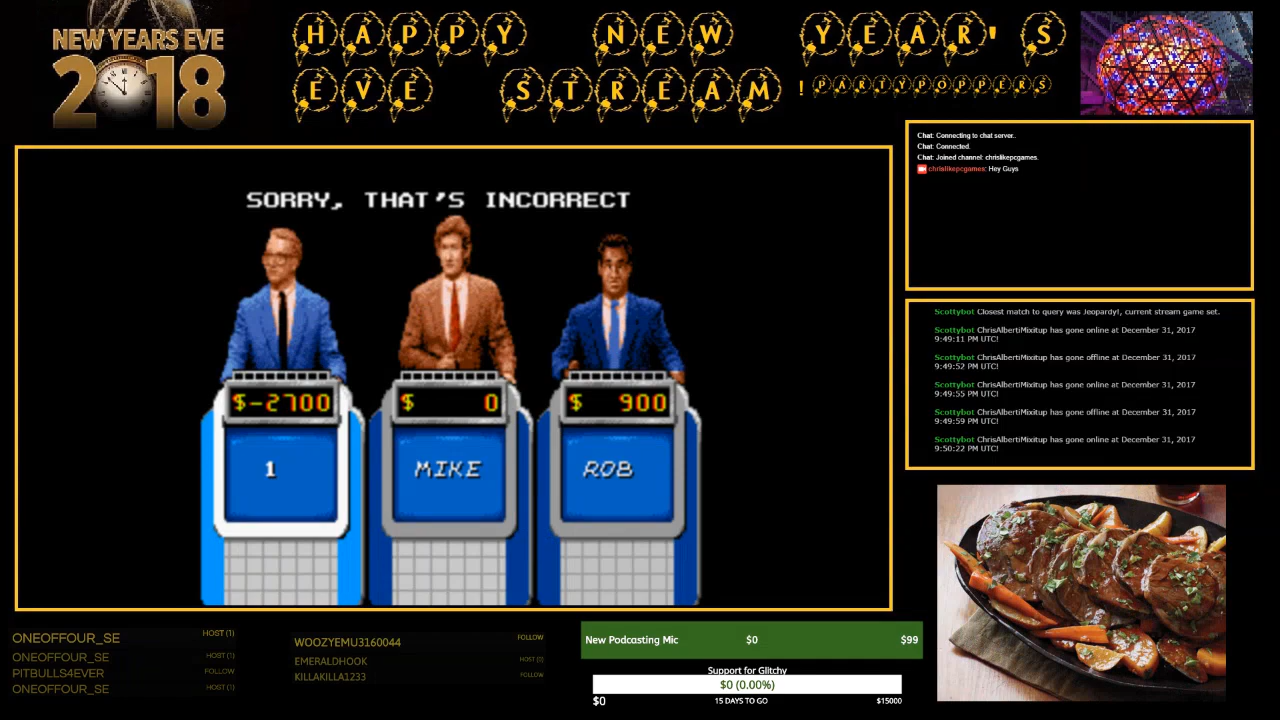 NEW YEARS EVE
2018
HAPPY NEW YEAR'S
EVE STREAM !PARTYPOPPERS
Chat: Connecting to chat server..
Chat: Connected.
Chat: Joined channel: chrislikepcgames.
chrislikepcgames: Hey Guys
SORRY, THAT'S INCORRECT
$-2700
$ 0
$ 900
1
MIKE
ROB
Scottybot Closest match to query was Jeopardy!, current stream game set.
Scottybot ChrisAlbertiMixitup has gone online at December 31, 2017
9:49:11 PM UTC!
Scottybot ChrisAlbertiMixitup has gone offline at December 31, 2017
9:49:52 PM UTC!
Scottybot ChrisAlbertiMixitup has gone online at December 31, 2017
9:49:55 PM UTC!
Scottybot ChrisAlbertiMixitup has gone offline at December 31, 2017
9:49:59 PM UTC!
Scottybot ChrisAlbertiMixitup has gone online at December 31, 2017
9:50:22 PM UTC!
ONEOFFOUR_SE HOST (1)
ONEOFFOUR_SE HOST (1)
PITBULLS4EVER FOLLOW
ONEOFFOUR_SE HOST (1)
WOOZYEMU3160044 FOLLOW
EMERALDHOOK HOST (0)
KILLAKILLA1233 FOLLOW
New Podcasting Mic $0 $99
Support for Glitchy
$0 (0.00%)
$0 15 DAYS TO GO $15000